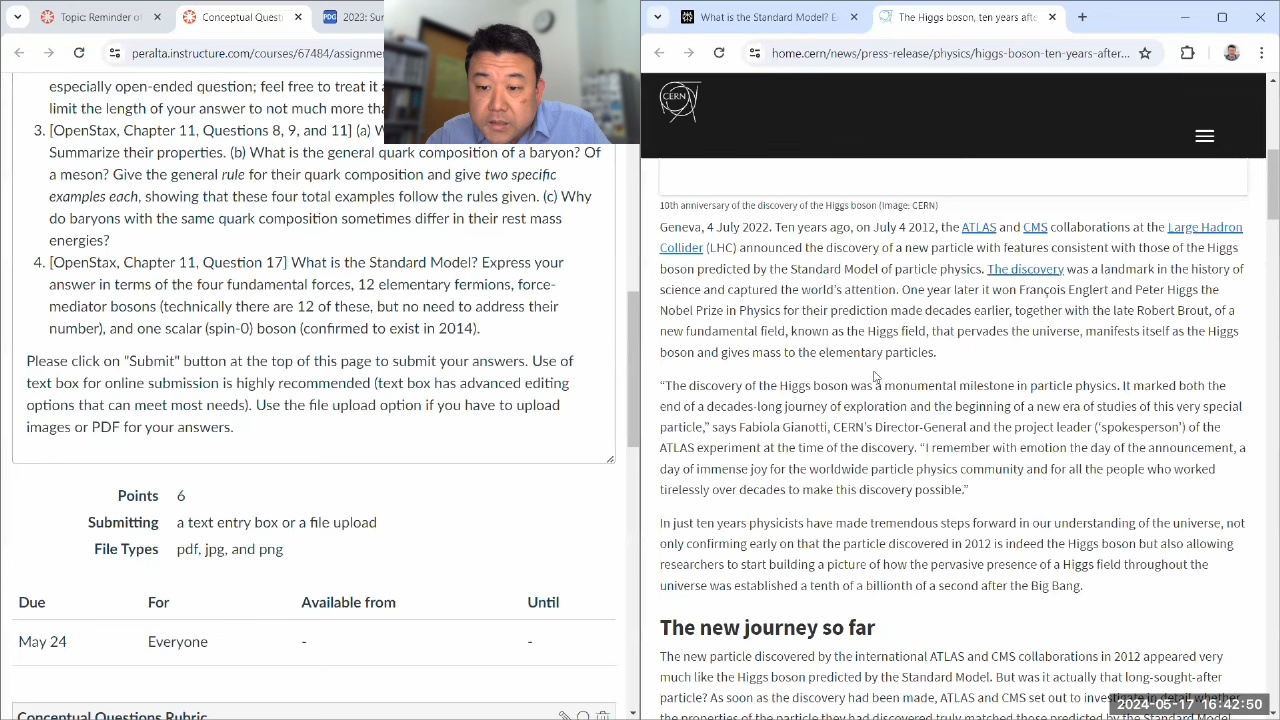 Topic: Reminder of
Conceptual Questi
2023: Sum
peralta.instructure.com/courses/67484/assignme
especially open-ended question; feel free to treat it a
limit the length of your answer to not much more tha
3. [OpenStax, Chapter 11, Questions 8, 9, and 11] (a) W
Summarize their properties. (b) What is the general quark composition of a baryon? Of
a meson? Give the general rule for their quark composition and give two specific
examples each, showing that these four total examples follow the rules given. (c) Why
do baryons with the same quark composition sometimes differ in their rest mass
energies?
4. [OpenStax, Chapter 11, Question 17] What is the Standard Model? Express your
answer in terms of the four fundamental forces, 12 elementary fermions, force-
mediator bosons (technically there are 12 of these, but no need to address their
number), and one scalar (spin-0) boson (confirmed to exist in 2014).
Please click on "Submit" button at the top of this page to submit your answers. Use of
text box for online submission is highly recommended (text box has advanced editing
options that can meet most needs). Use the file upload option if you have to upload
images or PDF for your answers.
Points 6
Submitting a text entry box or a file upload
File Types pdf, jpg, and png
Due For Available from Until
May 24 Everyone - -
Conceptual Questions Rubric
What is the Standard Model? E
The Higgs boson, ten years afte
home.cern/news/press-release/physics/higgs-boson-ten-years-after...
CERN
10th anniversary of the discovery of the Higgs boson (Image: CERN)
Geneva, 4 July 2022. Ten years ago, on July 4 2012, the ATLAS and CMS collaborations at the Large Hadron
Collider (LHC) announced the discovery of a new particle with features consistent with those of the Higgs
boson predicted by the Standard Model of particle physics. The discovery was a landmark in the history of
science and captured the world's attention. One year later it won François Englert and Peter Higgs the
Nobel Prize in Physics for their prediction made decades earlier, together with the late Robert Brout, of a
new fundamental field, known as the Higgs field, that pervades the universe, manifests itself as the Higgs
boson and gives mass to the elementary particles.
“The discovery of the Higgs boson was a monumental milestone in particle physics. It marked both the
end of a decades-long journey of exploration and the beginning of a new era of studies of this very special
particle,” says Fabiola Gianotti, CERN's Director-General and the project leader (‘spokesperson’) of the
ATLAS experiment at the time of the discovery. “I remember with emotion the day of the announcement, a
day of immense joy for the worldwide particle physics community and for all the people who worked
tirelessly over decades to make this discovery possible.”
In just ten years physicists have made tremendous steps forward in our understanding of the universe, not
only confirming early on that the particle discovered in 2012 is indeed the Higgs boson but also allowing
researchers to start building a picture of how the pervasive presence of a Higgs field throughout the
universe was established a tenth of a billionth of a second after the Big Bang.
The new journey so far
The new particle discovered by the international ATLAS and CMS collaborations in 2012 appeared very
much like the Higgs boson predicted by the Standard Model. But was it actually that long-sought-after
particle? As soon as the discovery had been made, ATLAS and CMS set out to investigate in detail whether
the properties of the particle they had discovered truly matched those predicted by the Standard Model
2024-05-17 16:42:50